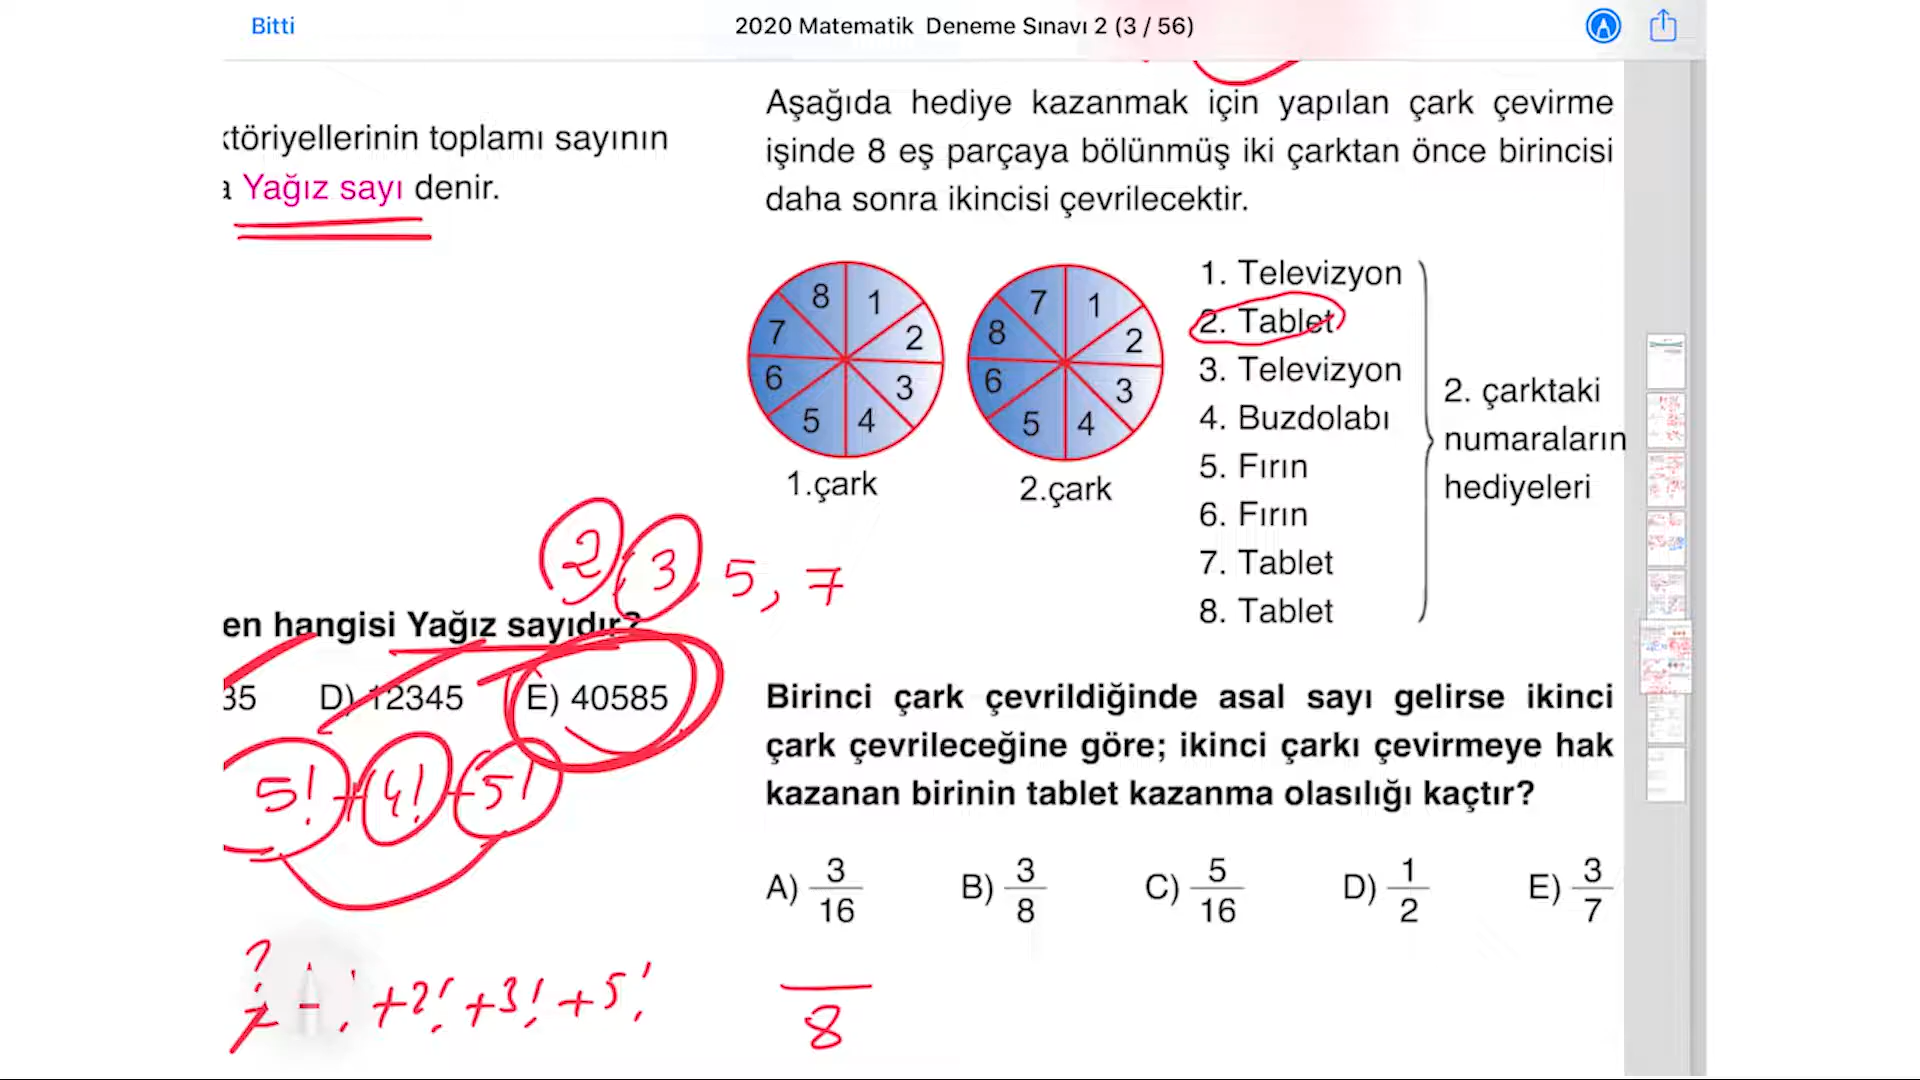 Bitti
2020 Matematik Deneme Sınavı 2 (3 / 56)
ktöriyellerinin toplamı sayının
a Yağız sayı denir.
en hangisi Yağız sayıdır?
35 D) 12345 E) 40585
5! + 4! + 5!
+2! +3! +5!
Aşağıda hediye kazanmak için yapılan çark çevirme
işinde 8 eş parçaya bölünmüş iki çarktan önce birincisi
daha sonra ikincisi çevrilecektir.
8 1
7 2
6 3
5 4
1.çark
7 1
8 2
6 3
5 4
2.çark
1. Televizyon
2. Tablet
3. Televizyon
4. Buzdolabı
5. Fırın
6. Fırın
7. Tablet
8. Tablet
2. çarktaki
numaraların
hediyeleri
2, 3, 5, 7
Birinci çark çevrildiğinde asal sayı gelirse ikinci
çark çevrileceğine göre; ikinci çarkı çevirmeye hak
kazanan birinin tablet kazanma olasılığı kaçtır?
A) 3/16 B) 3/8 C) 5/16 D) 1/2 E) 3/7
8